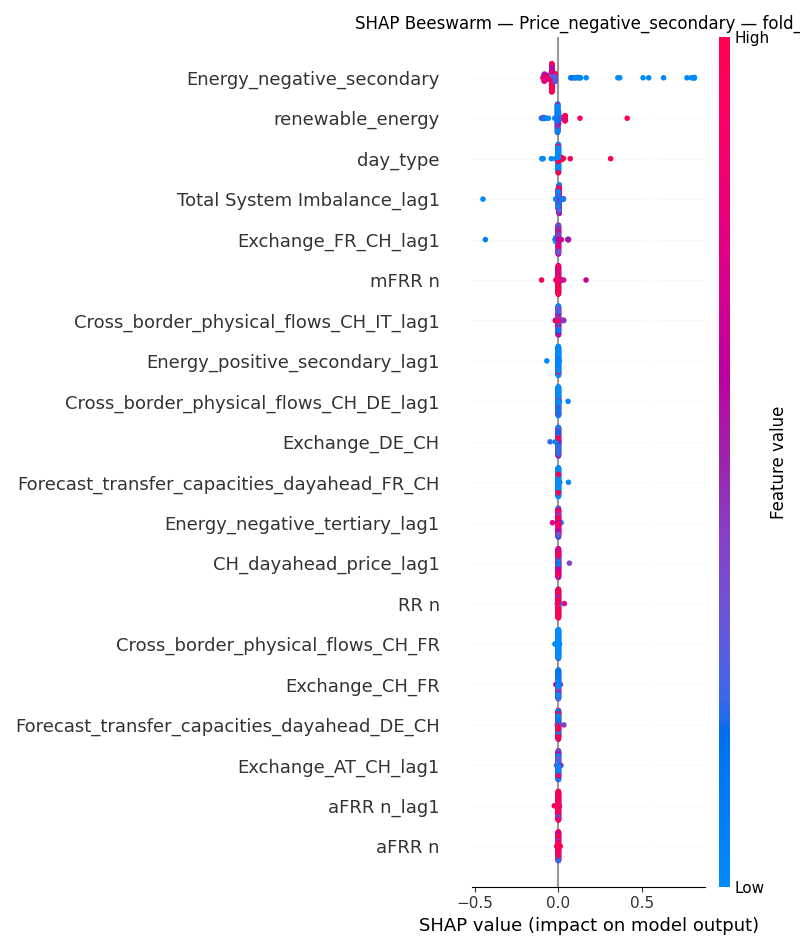 SHAP Beeswarm — Price_negative_secondary — fold_
High
Energy_negative_secondary
renewable_energy
day_type
Total System Imbalance_lag1
Exchange_FR_CH_lag1
mFRR n
Cross_border_physical_flows_CH_IT_lag1
Energy_positive_secondary_lag1
Cross_border_physical_flows_CH_DE_lag1
Exchange_DE_CH
Forecast_transfer_capacities_dayahead_FR_CH
Energy_negative_tertiary_lag1
CH_dayahead_price_lag1
RR n
Cross_border_physical_flows_CH_FR
Exchange_CH_FR
Forecast_transfer_capacities_dayahead_DE_CH
Exchange_AT_CH_lag1
aFRR n_lag1
aFRR n
Feature value
Low
−0.5 0.0 0.5
SHAP value (impact on model output)